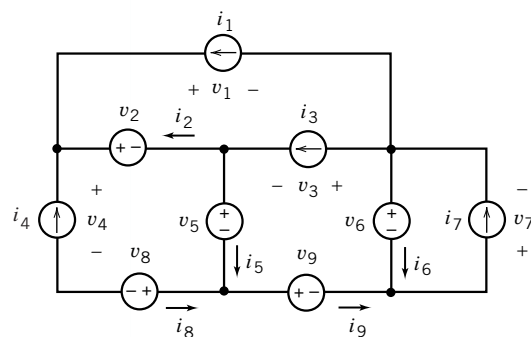 i1
+ v1 −
v2 i2 i3
+ − − v3 +
i4 + v4 − v5 + − i5 v6 + − i6 i7 − v7 +
v8 v9
− + + −
i8 i9